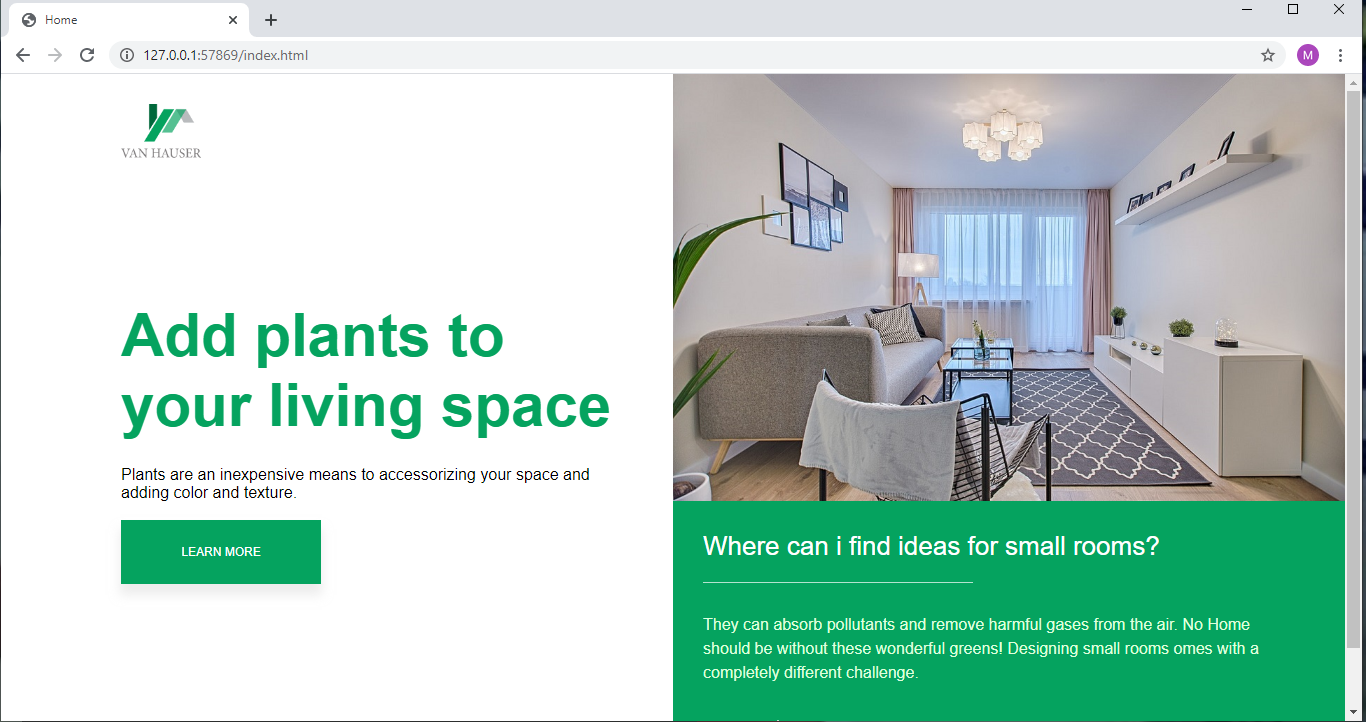 Home
127.0.0.1:57869/index.html
M
VAN HAUSER
Add plants to
your living space
Plants are an inexpensive means to accessorizing your space and
adding color and texture.
LEARN MORE
Where can i find ideas for small rooms?
They can absorb pollutants and remove harmful gases from the air. No Home
should be without these wonderful greens! Designing small rooms omes with a
completely different challenge.